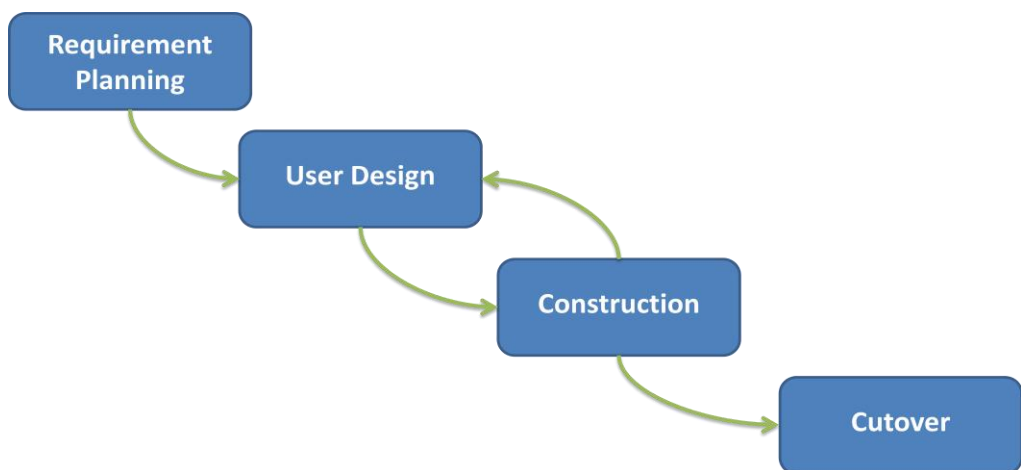 Requirement
Planning
User Design
Construction
Cutover